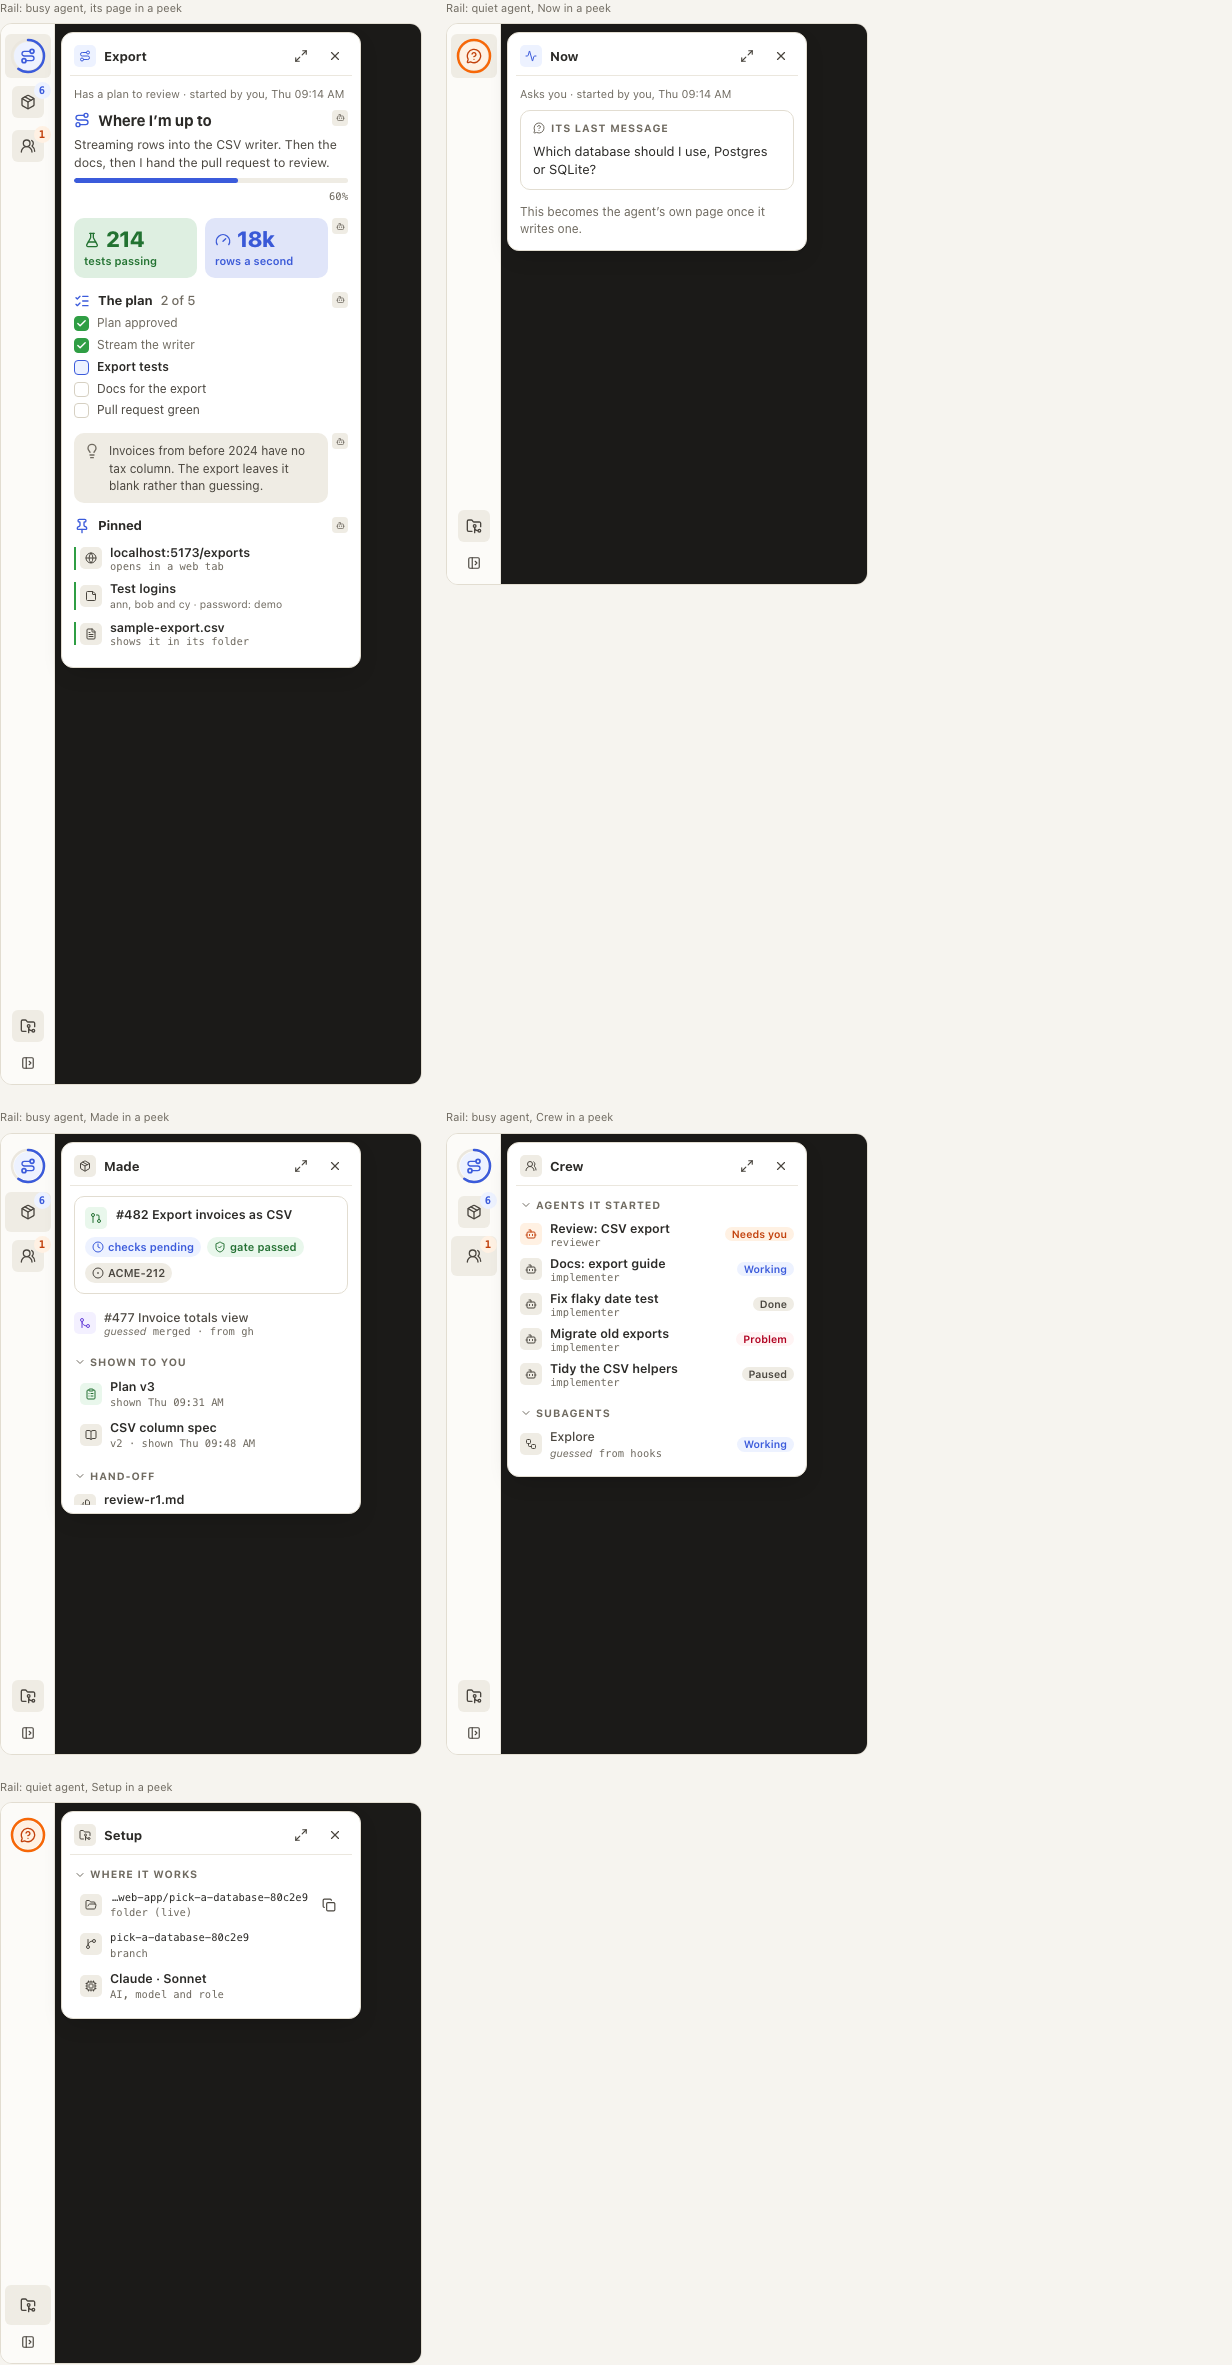 Rail: busy agent, its page in a peek
6
1
Export
Has a plan to review · started by you, Thu 09:14 AM
Where I’m up to
Streaming rows into the CSV writer. Then the
docs, then I hand the pull request to review.
60%
214
tests passing
18k
rows a second
The plan 2 of 5
Plan approved
Stream the writer
Export tests
Docs for the export
Pull request green
Invoices from before 2024 have no
tax column. The export leaves it
blank rather than guessing.
Pinned
localhost:5173/exports
opens in a web tab
Test logins
ann, bob and cy · password: demo
sample-export.csv
shows it in its folder
Rail: quiet agent, Now in a peek
Now
Asks you · started by you, Thu 09:14 AM
ITS LAST MESSAGE
Which database should I use, Postgres
or SQLite?
This becomes the agent’s own page once it
writes one.
Rail: busy agent, Made in a peek
6
1
Made
#482 Export invoices as CSV
checks pending
gate passed
ACME-212
#477 Invoice totals view
guessed merged · from gh
SHOWN TO YOU
Plan v3
shown Thu 09:31 AM
CSV column spec
v2 · shown Thu 09:48 AM
HAND-OFF
review-r1.md
Rail: busy agent, Crew in a peek
6
1
Crew
AGENTS IT STARTED
Review: CSV export
reviewer
Needs you
Docs: export guide
implementer
Working
Fix flaky date test
implementer
Done
Migrate old exports
implementer
Problem
Tidy the CSV helpers
implementer
Paused
SUBAGENTS
Explore
guessed from hooks
Working
Rail: quiet agent, Setup in a peek
Setup
WHERE IT WORKS
…web-app/pick-a-database-80c2e9
folder (live)
pick-a-database-80c2e9
branch
Claude · Sonnet
AI, model and role